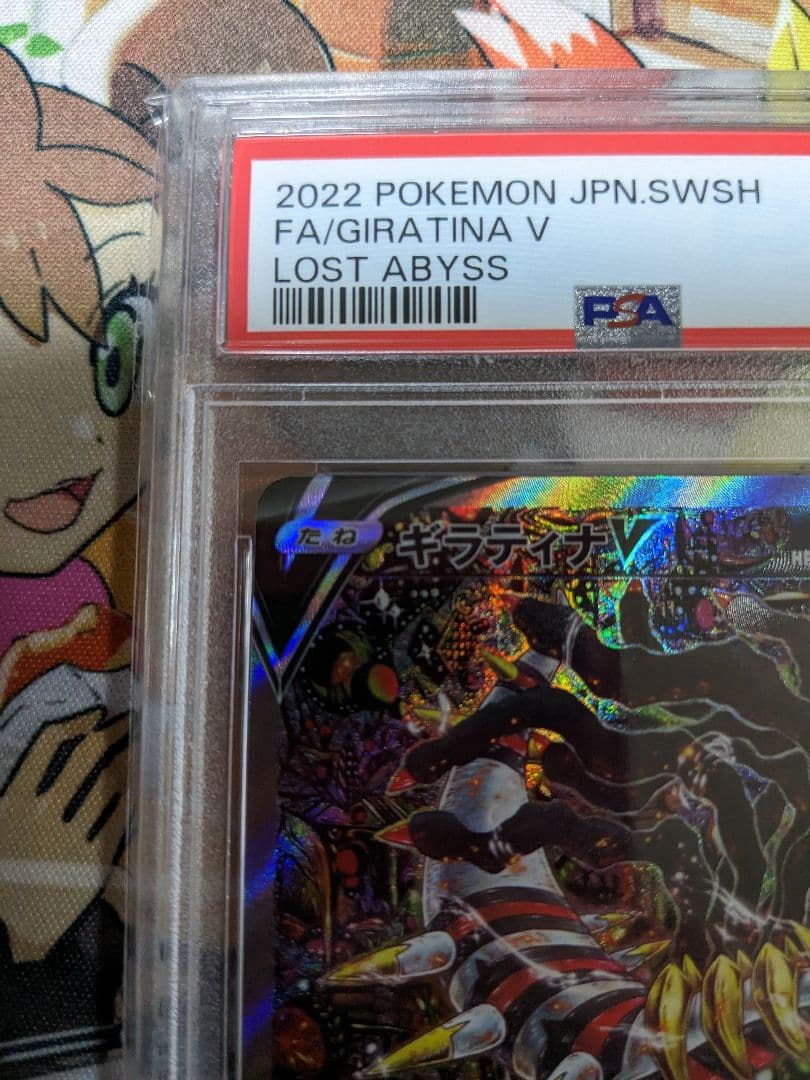 2022 POKEMON JPN.SWSH
FA/GIRATINA V
LOST ABYSS
PSA
たね ギラティナV